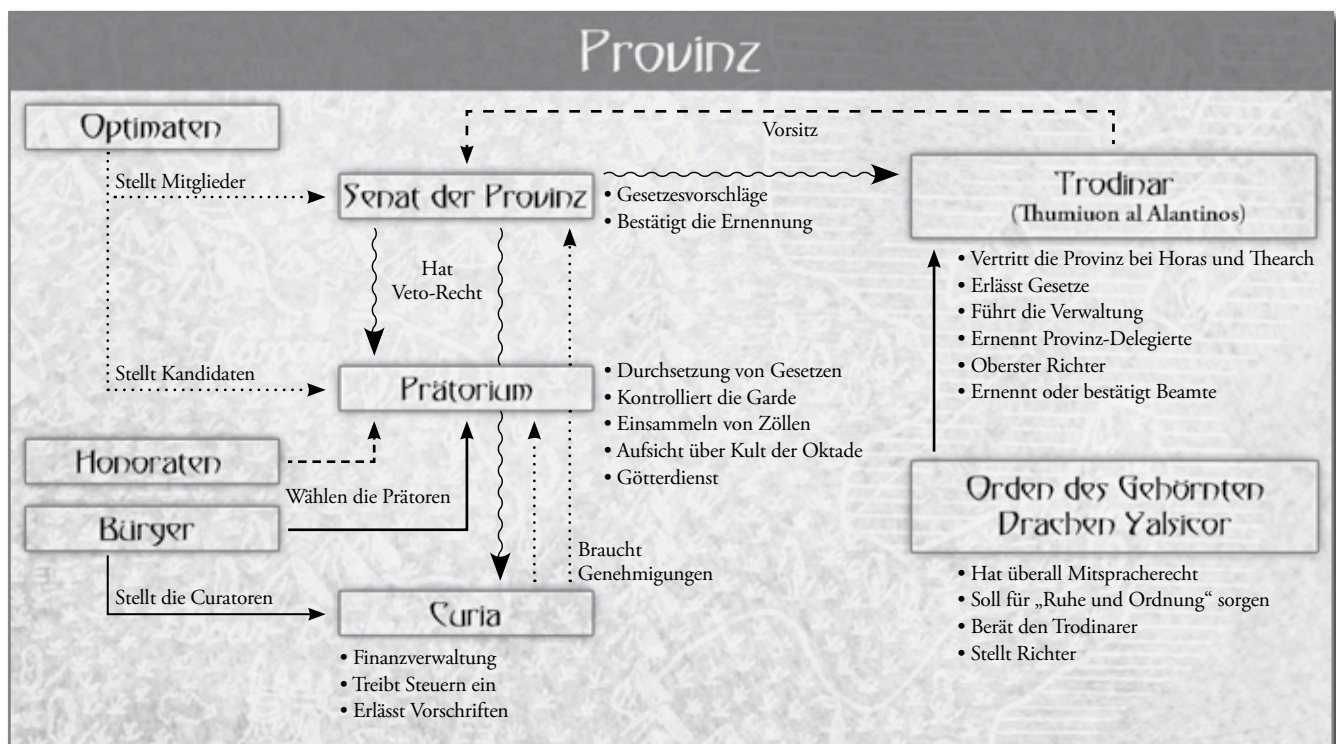 Provinz
Optimaten
Vorsitz
Stellt Mitglieder
Senat der Provinz
• Gesetzesvorschläge
• Bestätigt die Ernennung
Trodinar
(Thumiuon al Alantinos)
• Vertritt die Provinz bei Horas und Thearch
• Erlässt Gesetze
• Führt die Verwaltung
• Ernennt Provinz-Delegierte
• Oberster Richter
• Ernennt oder bestätigt Beamte
Hat
Veto-Recht
Stellt Kandidaten
Prätorium
• Durchsetzung von Gesetzen
• Kontrolliert die Garde
• Einsammeln von Zöllen
• Aufsicht über Kult der Oktade
• Götterdienst
Honoraten
Wählen die Prätoren
Bürger
Orden des Gehörnten
Drachen Yalsicor
• Hat überall Mitspracherecht
• Soll für „Ruhe und Ordnung“ sorgen
• Berät den Trodinarer
• Stellt Richter
Braucht
Genehmigungen
Stellt die Curatoren
Curia
• Finanzverwaltung
• Treibt Steuern ein
• Erlässt Vorschriften